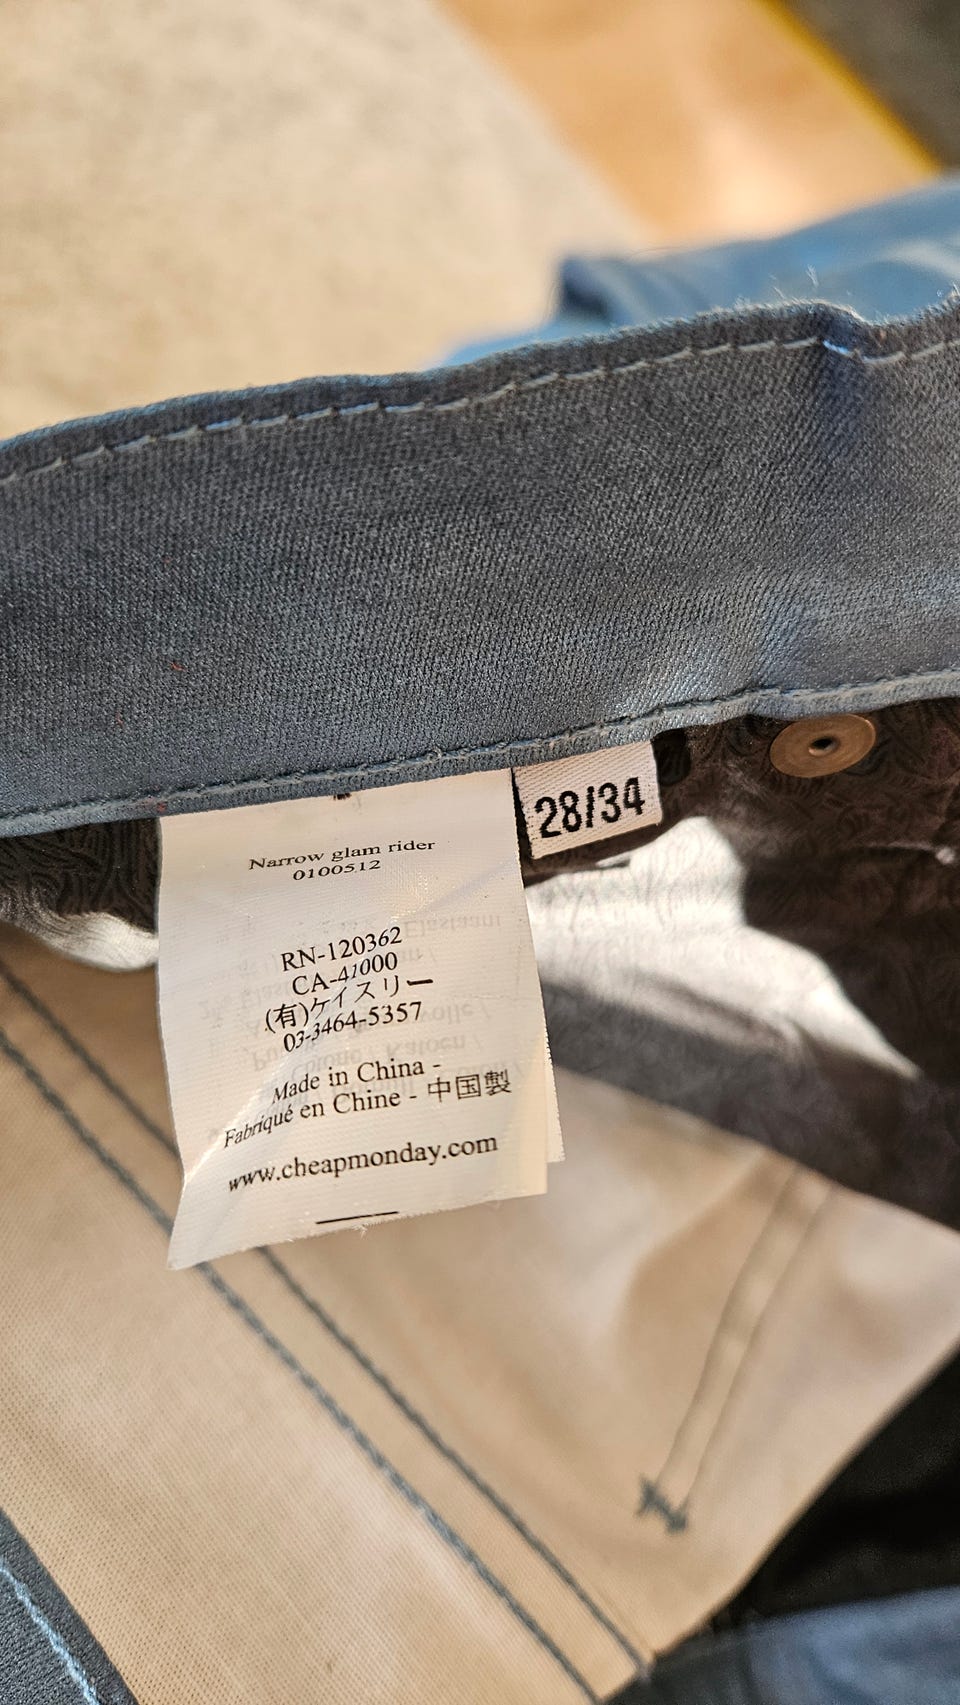 28/34
Narrow glam rider
0100512
RN-120362
CA-41000
(有)ケイスリー
03-3464-5357
Made in China -
Fabriqué en Chine - 中国製
www.cheapmonday.com